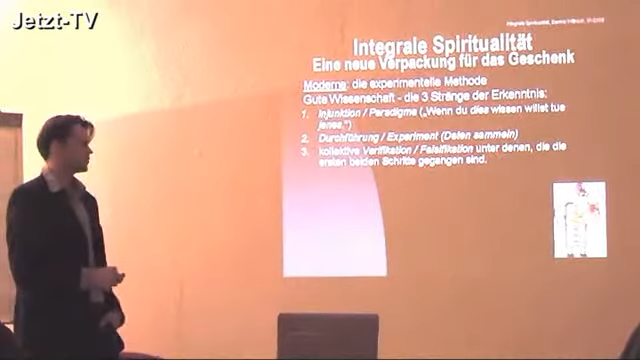 Jetzt-TV
Integrale Spiritualität
Integrale Spiritualität
Eine neue Verpackung für das Geschenk
Moderne: die experimentelle Methode
Gute Wissenschaft - die 3 Stränge der Erkenntnis:
1. Injunktion / Paradigma („Wenn du dies wissen willst tue
jenes.“)
2. Durchführung / Experiment (Daten sammeln)
3. kollektive Verifikation / Falsifikation unter denen, die die
ersten beiden Schritte gegangen sind.